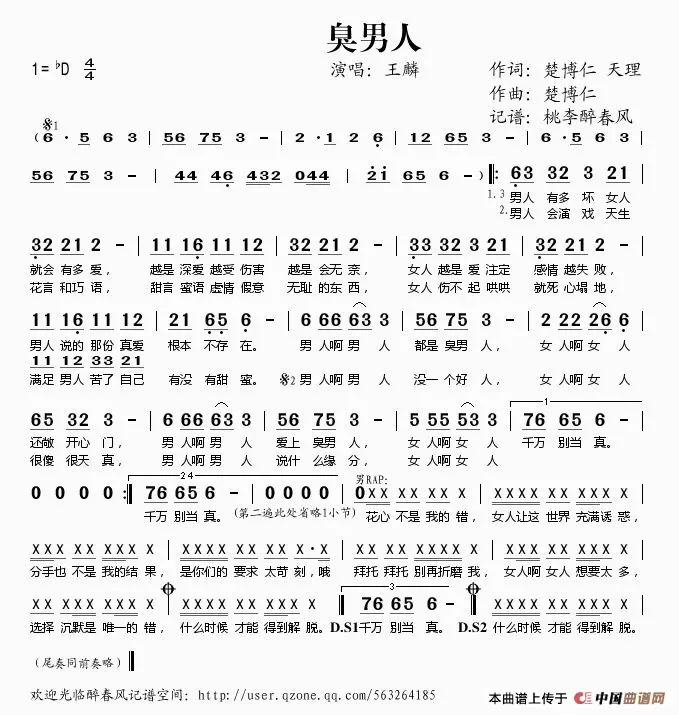 臭男人
1=♭D 4/4 演唱：王麟 作词：楚博仁 天理
作曲：楚博仁
记谱：桃李醉春风
𝄋1
( 6 · 5 6 3 | 56 75 3 - | 2 · 1 2 6 | 12 65 3 - |
56 75 3 - | 44 46 432 044 | 2i 65 6 - ) ‖: 63 32 3 21 |
1.3 男人 有多 坏 女人
2. 男人 会演 戏 天生
32 21 2 - | 11 16 11 11 | 06 56 3 - | 33 32 3 21 | 32 21 2 - |
就会 有多 爱， 越是 深爱 越受 伤害 越是 会无 奈， 女人 越是 爱 注定 感情 越失 败，
花言 和巧 语， 甜言 蜜语 虚情 假意 无耻 的东 西， 女人 伤不 起 哄哄 就死 心塌 地，
11 16 11 11 | 21 65 6 - | 6 66 63 3 | 56 75 3 - | 2 22 26 6 |
男人 说的 那份 真爱 根本 不存 在。 男 人啊 男 人 都是 臭男 人， 女 人啊 女 人
11 12 33 21
满足 男人 苦了 自己 有没 有甜 蜜。 𝄋2 男 人啊 男 人 没一 个好 人， 女 人啊 女 人
65 32 3 - | 6 66 63 3 | 56 75 3 - | 5 55 53 3 | 1 76 65 6 - |
还敞 开心 门， 男 人啊 男 人 爱上 臭男 人， 女 人啊 女 人 千万 别当 真。
很傻 很天 真， 男 人啊 男 人 说什 么缘 分， 女 人啊 女 人
24 男RAP:
0 0 0 0 :‖ 76 65 6 - | 0 0 0 0 | 0XX XX XX X | XXX XX XX X |
千万 别当 真。 (第二遍此处省略1小节) 花心 不是 我的 错， 女人让 这世界 充满诱惑，
XXX XX XX X | XXX XX XX X·X | XX XX XXX X | XXX XX XX X |
分手也 不是 我的结 果， 是你们的 要求 太苛 刻，哦 拜托 拜托 别再折磨 我， 女人啊 女人 想要太 多，
3
XX XXX XX X | XXXX XX XXX X ‖ 76 65 6 - ‖ XXXX XX XXX X ‖
选择 沉默是 唯一的 错， 什么时候 才能 得到解 脱。 D.S1 千万 别当 真。 D.S2 什么时候 才能 得到解 脱。
(尾奏同前奏略)
欢迎光临醉春风记谱空间：http://user.qzone.qq.com/563264185 本曲谱上传于 中国曲谱网